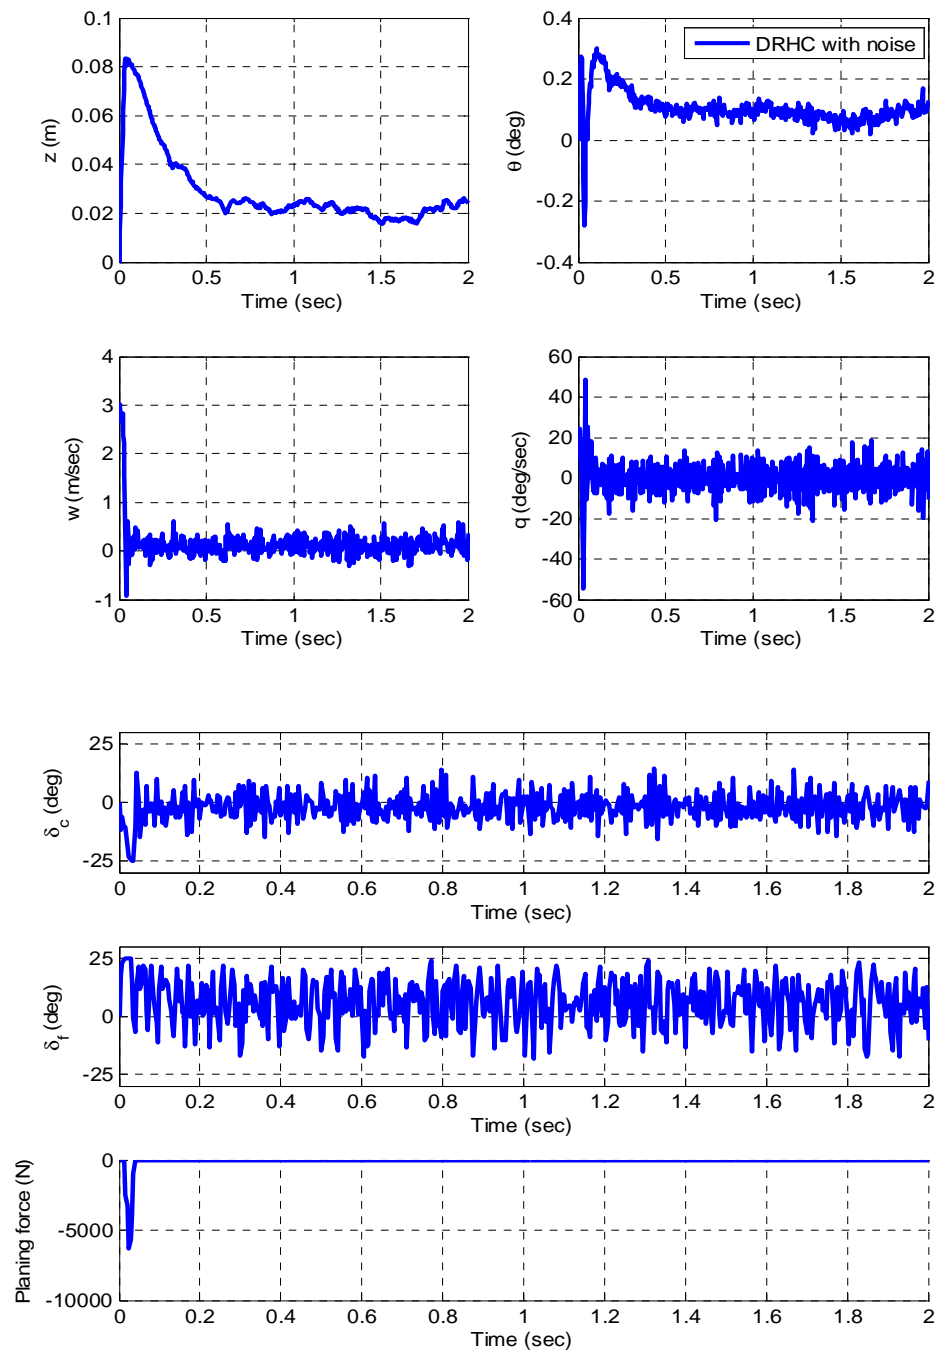 0.1
0.08
0.06
0.04
0.02
0
z (m)
0 0.5 1 1.5 2
Time (sec)
0.4
0.2
0
-0.2
-0.4
θ (deg)
DRHC with noise
0 0.5 1 1.5 2
Time (sec)
4
3
2
1
0
-1
w (m/sec)
0 0.5 1 1.5 2
Time (sec)
60
40
20
0
-20
-40
-60
q (deg/sec)
0 0.5 1 1.5 2
Time (sec)
25
0
-25
δ_c (deg)
0 0.2 0.4 0.6 0.8 1 1.2 1.4 1.6 1.8 2
Time (sec)
25
0
-25
δ_f (deg)
0 0.2 0.4 0.6 0.8 1 1.2 1.4 1.6 1.8 2
Time (sec)
0
-5000
-10000
Planing force (N)
0 0.2 0.4 0.6 0.8 1 1.2 1.4 1.6 1.8 2
Time (sec)